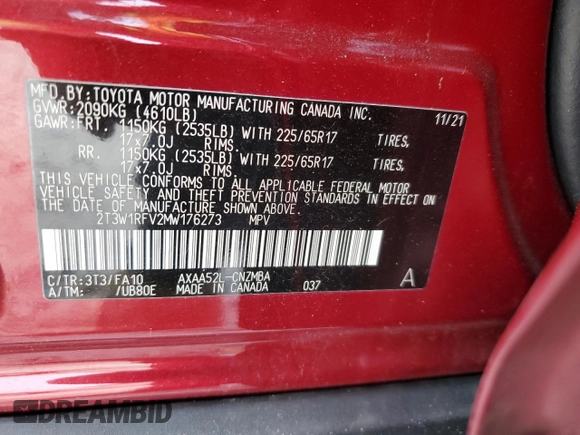 MFD.BY:TOYOTA MOTOR MANUFACTURING CANADA INC.
GVWR:2090KG (4610LB) 11/21
GAWR:FRT. 1150KG (2535LB) WITH 225/65R17 TIRES,
17x7.0J RIMS.
RR. 1150KG (2535LB) WITH 225/65R17 TIRES,
17x7.0J RIMS.
THIS VEHICLE CONFORMS TO ALL APPLICABLE FEDERAL MOTOR
VEHICLE SAFETY AND THEFT PREVENTION STANDARDS IN EFFECT ON
THE DATE OF MANUFACTURE SHOWN ABOVE.
2T3W1RFV2MW176273 MPV
C/TR:3T3/FA10 AXAA52L-CNZMBA A
A/TM: /UB80E MADE IN CANADA 037
DREAMBID